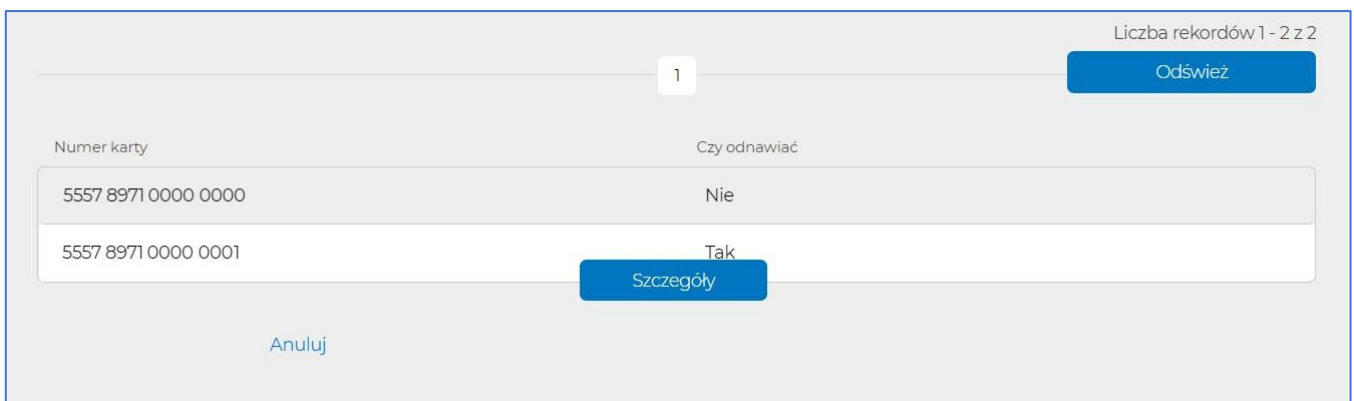 Liczba rekordów 1 - 2 z 2
1
Odśwież
Numer karty Czy odnawiać
5557 8971 0000 0000 Nie
5557 8971 0000 0001 Tak
Szczegóły
Anuluj